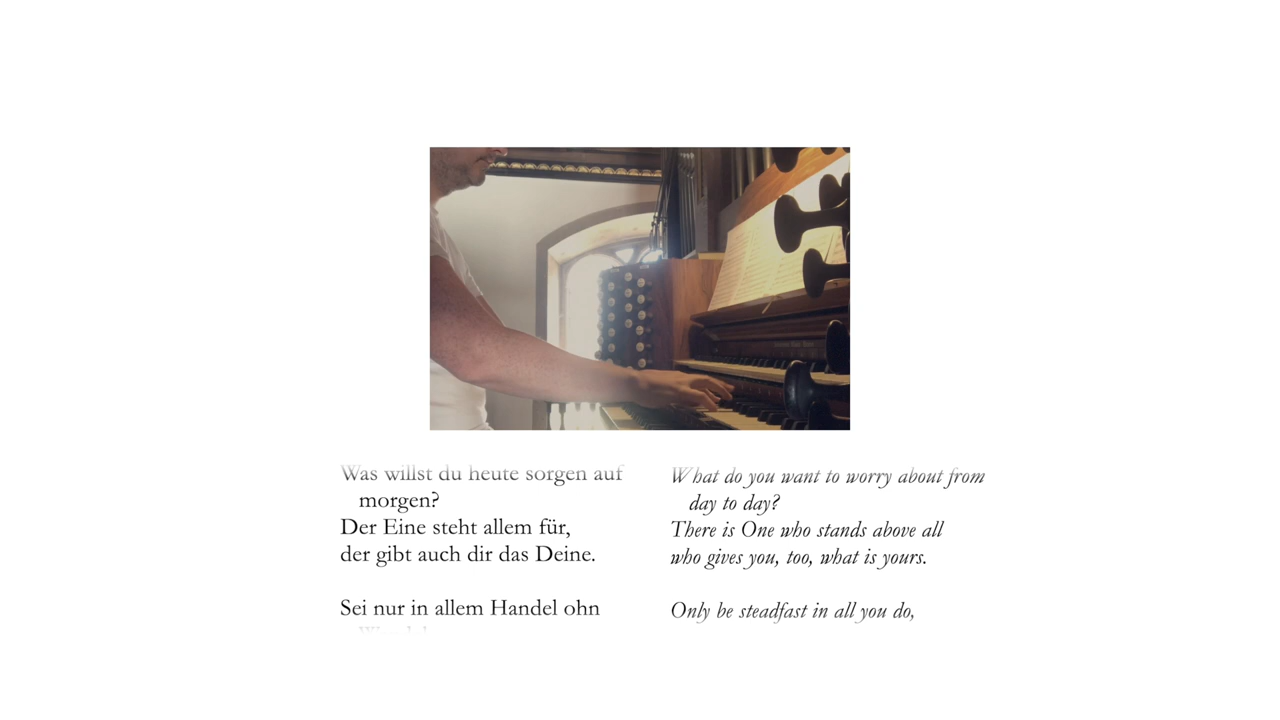 Was willst du heute sorgen auf
morgen?
Der Eine steht allem für,
der gibt auch dir das Deine.
Sei nur in allem Handel ohn
What do you want to worry about from
day to day?
There is One who stands above all
who gives you, too, what is yours.
Only be steadfast in all you do,